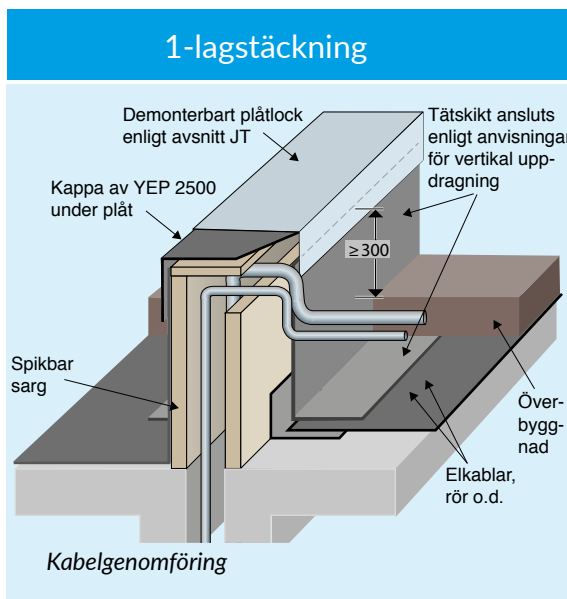 1-lagstäckning
Demonterbart plåtlock
enligt avsnitt JT
Tätskikt ansluts
enligt anvisningar
för vertikal upp-
dragning
Kappa av YEP 2500
under plåt
≥300
Spikbar
sarg
Över-
bygg-
nad
Elkablar,
rör o.d.
Kabelgenomföring